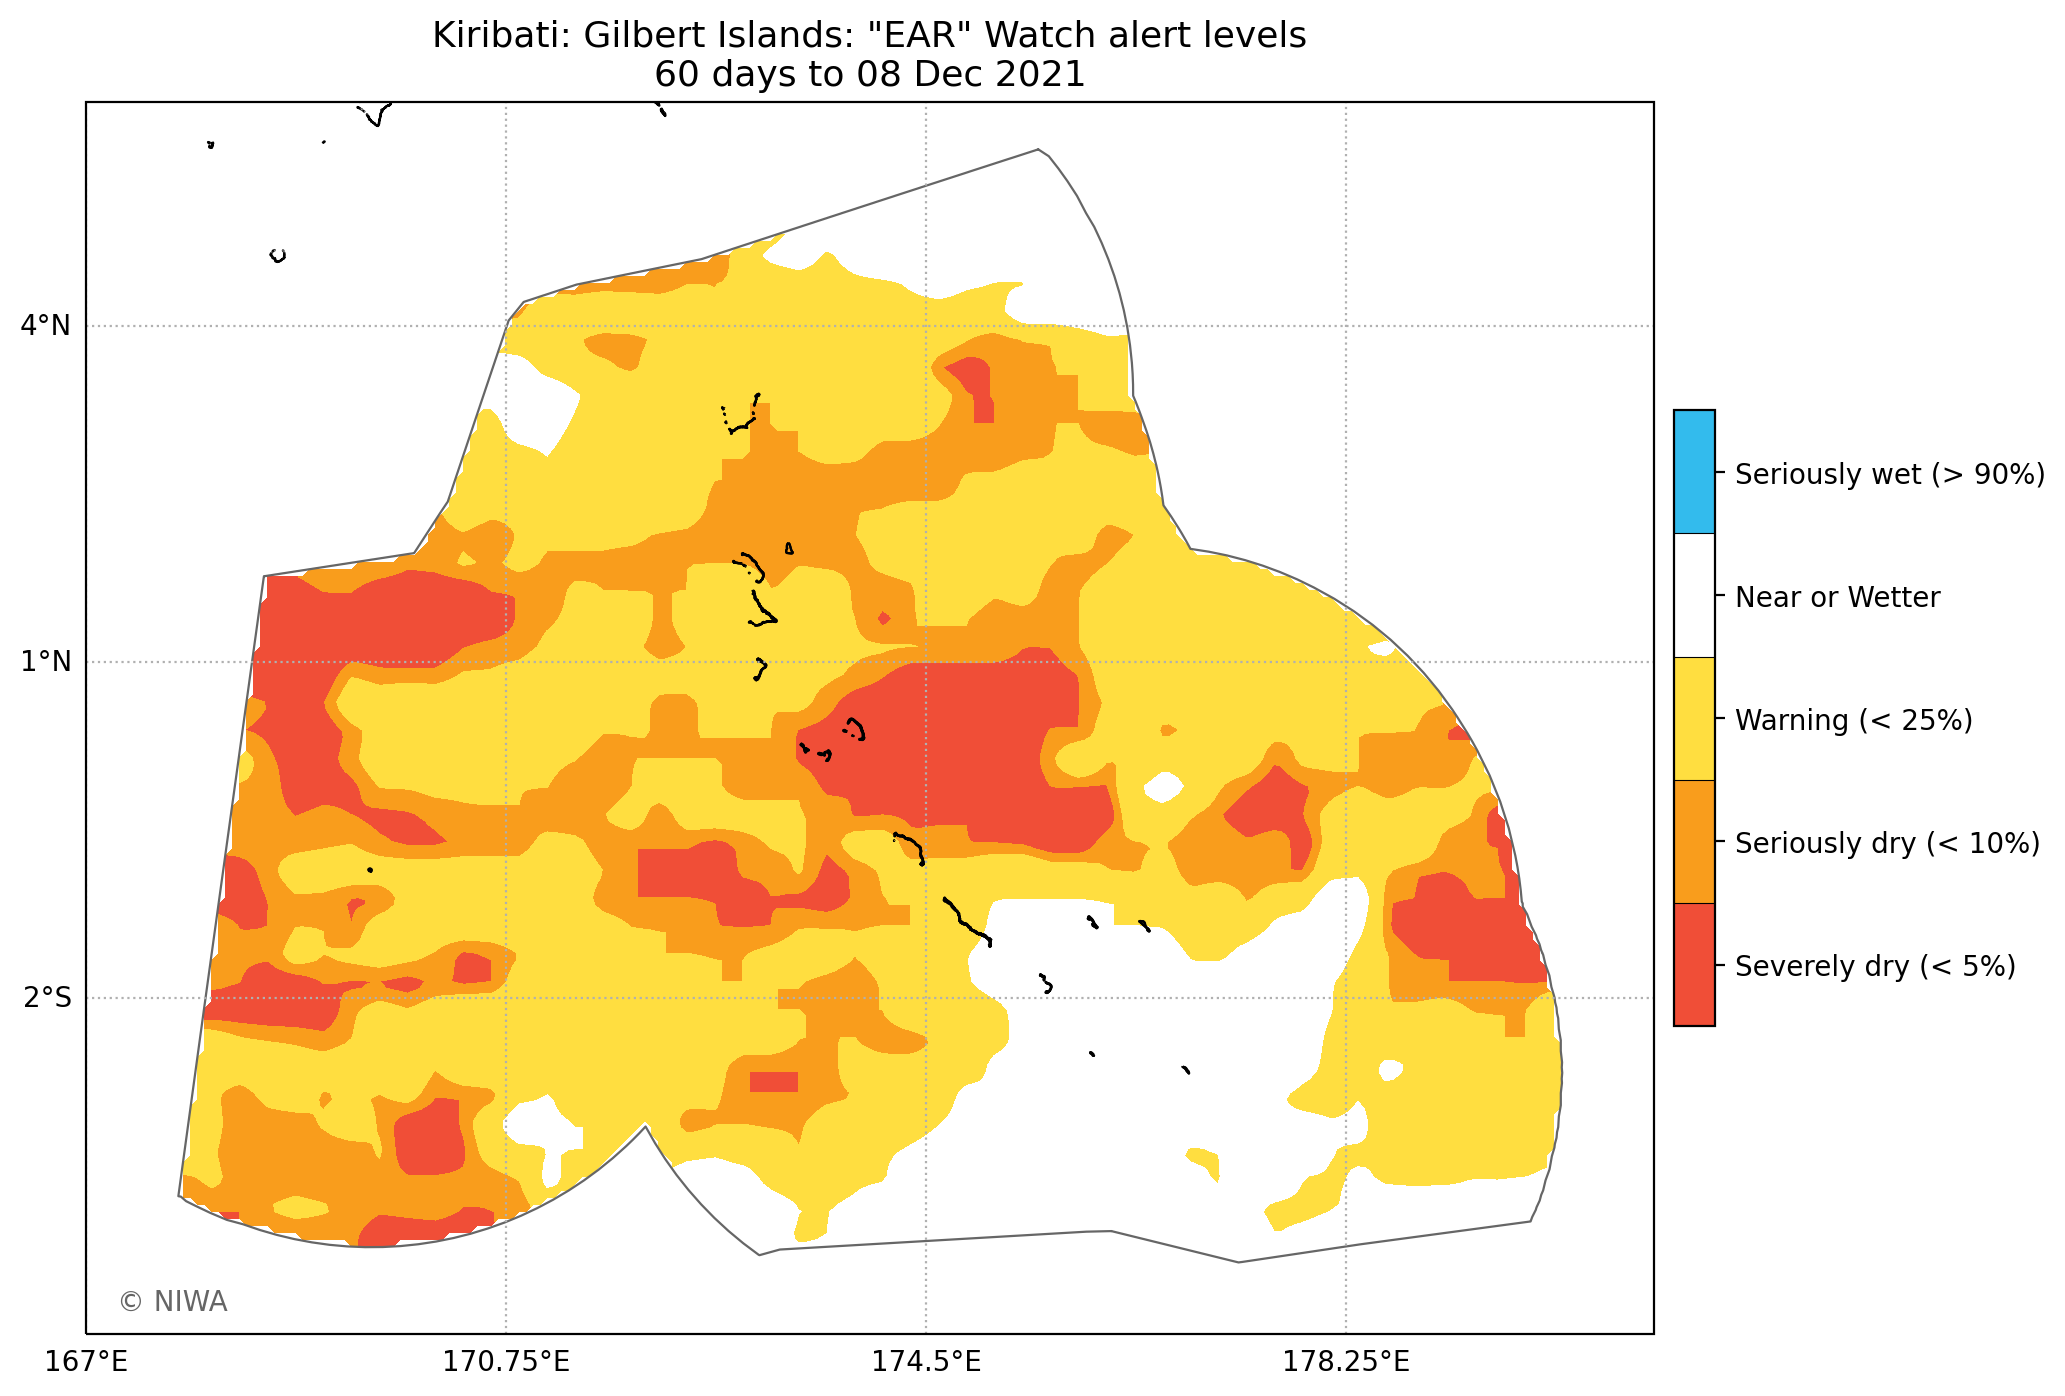 Kiribati: Gilbert Islands: "EAR" Watch alert levels
60 days to 08 Dec 2021
4°N
1°N
2°S
167°E
170.75°E
174.5°E
178.25°E
Seriously wet (> 90%)
Near or Wetter
Warning (< 25%)
Seriously dry (< 10%)
Severely dry (< 5%)
© NIWA